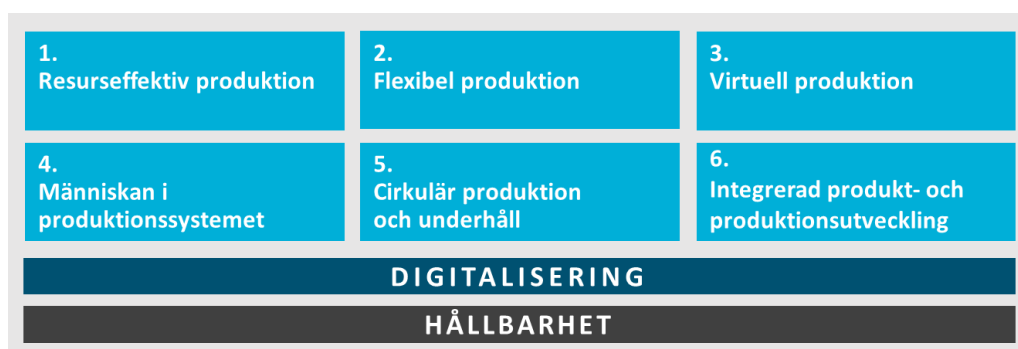 1.
Resurseffektiv produktion
2.
Flexibel produktion
3.
Virtuell produktion
4.
Människan i
produktionssystemet
5.
Cirkulär produktion
och underhåll
6.
Integrerad produkt- och
produktionsutveckling
DIGITALISERING
HÅLLBARHET